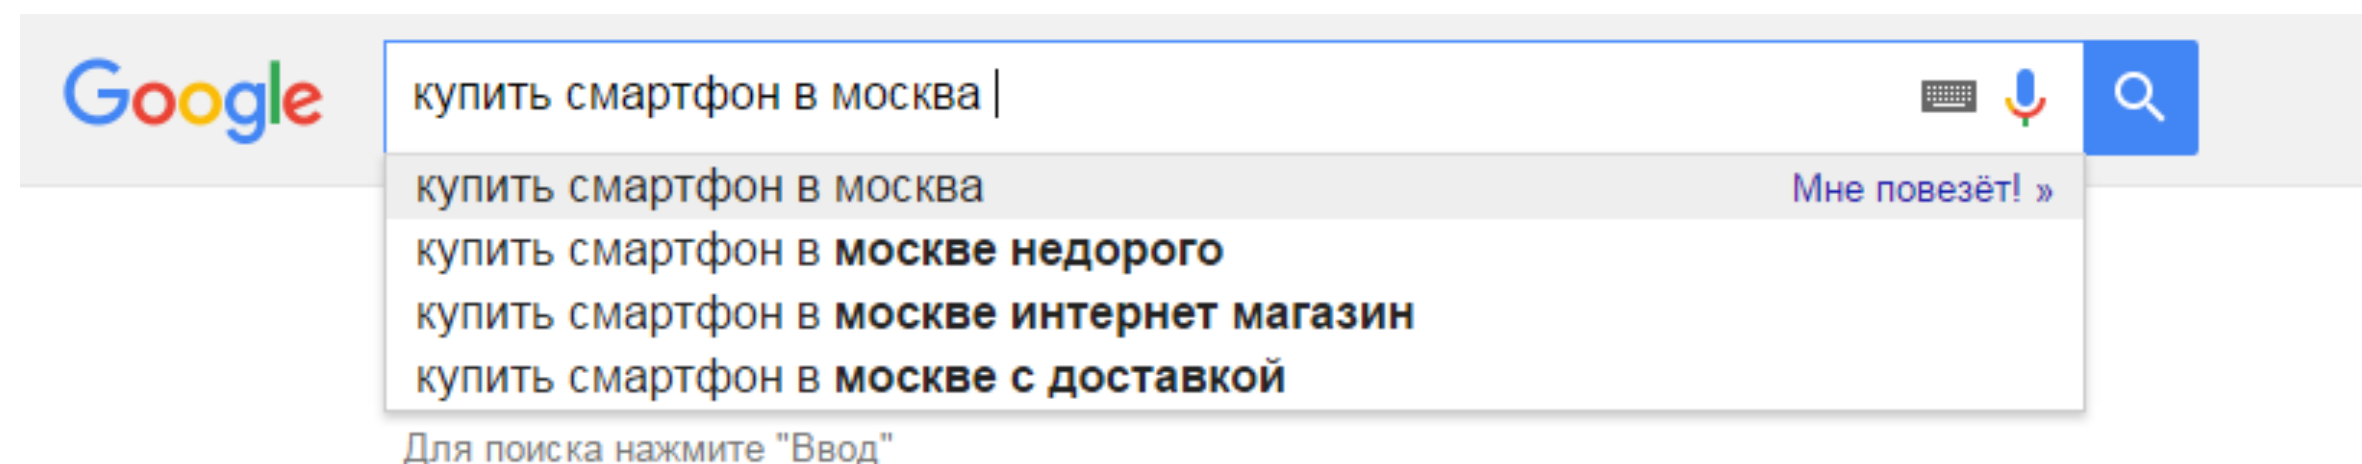 Google
купить смартфон в москва
купить смартфон в москва Мне повезёт! »
купить смартфон в москве недорого
купить смартфон в москве интернет магазин
купить смартфон в москве с доставкой
Для поиска нажмите "Ввод"